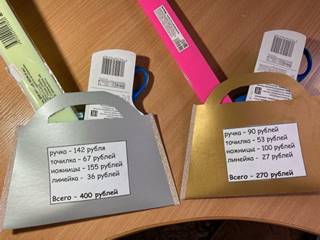 ручка – 142 рубля
точилка – 67 рублей
ножницы – 155 рублей
линейка – 36 рублей
Всего – 400 рублей
ручка – 90 рублей
точилка – 53 рублей
ножницы – 100 рублей
линейка – 27 рублей
Всего – 270 рублей